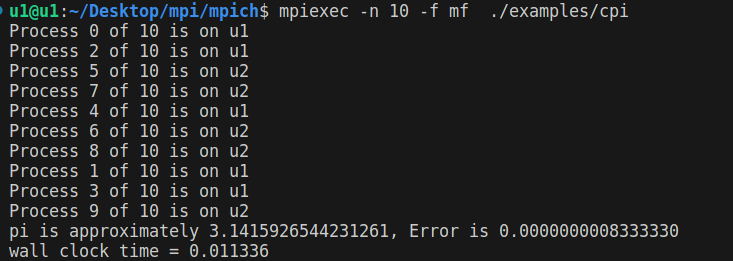 u1@u1:~/Desktop/mpi/mpich$ mpiexec -n 10 -f mf  ./examples/cpi
Process 0 of 10 is on u1
Process 2 of 10 is on u1
Process 5 of 10 is on u2
Process 7 of 10 is on u2
Process 4 of 10 is on u1
Process 6 of 10 is on u2
Process 8 of 10 is on u2
Process 1 of 10 is on u1
Process 3 of 10 is on u1
Process 9 of 10 is on u2
pi is approximately 3.1415926544231261, Error is 0.0000000008333330
wall clock time = 0.011336